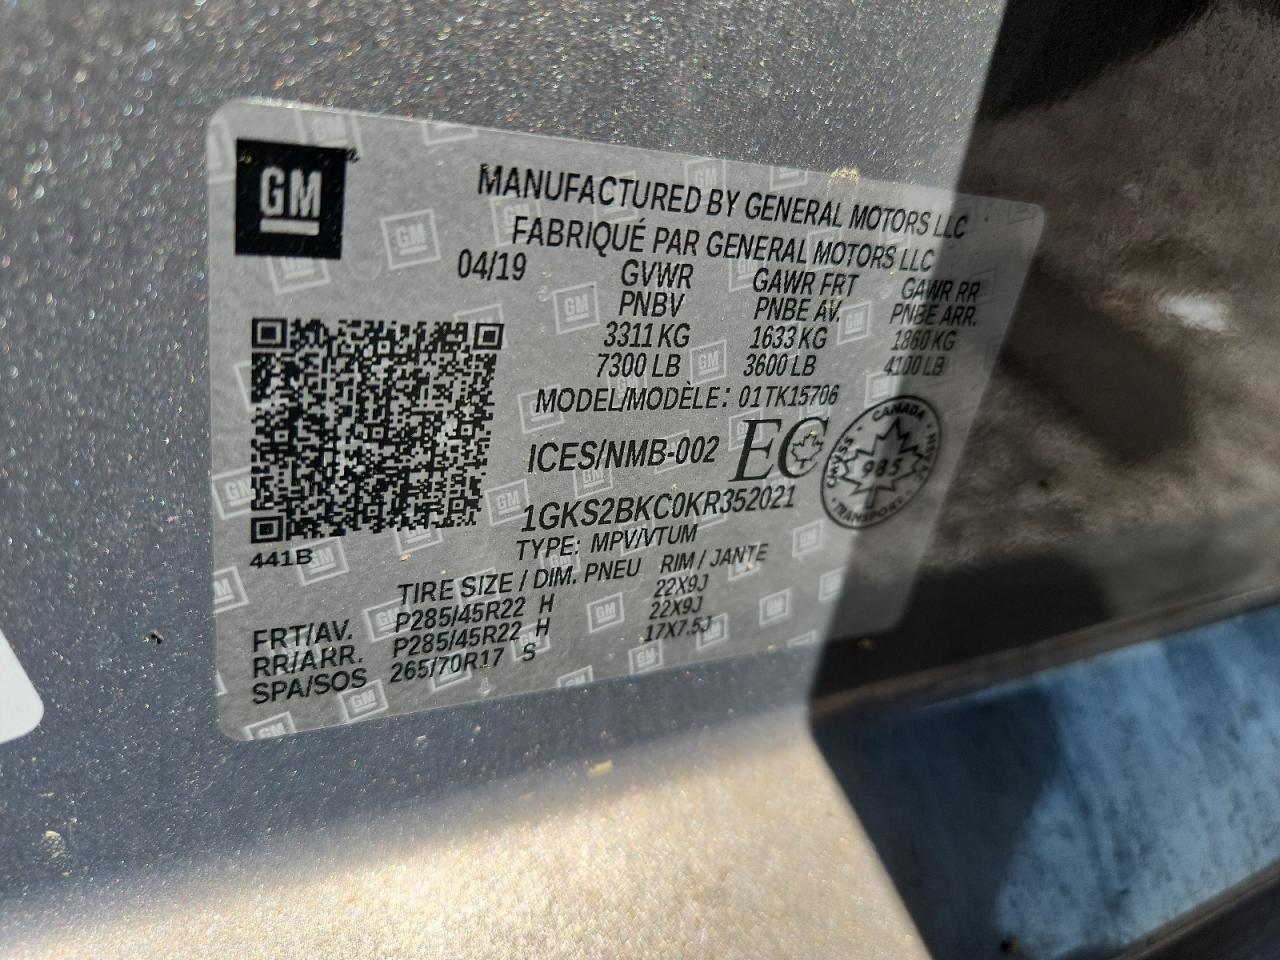 GM
MANUFACTURED BY GENERAL MOTORS LLC
FABRIQUÉ PAR GENERAL MOTORS LLC
04/19 GVWR GAWR FRT GAWR RR
PNBV PNBE AV. PNBE ARR.
3311 KG 1633 KG 1860 KG
7300 LB 3600 LB 4100 LB
MODEL/MODÈLE: 01TK15706
ICES/NMB-002 EC
CMVSS - CANADA - NVSMC
985
TRANSPORT
1GKS2BKC0KR352021
TYPE: MPV/VTUM
441B
TIRE SIZE / DIM. PNEU RIM / JANTE
FRT/AV. P285/45R22 H 22X9J
RR/ARR. P285/45R22 H 22X9J
SPA/SOS 265/70R17 S 17X7.5J